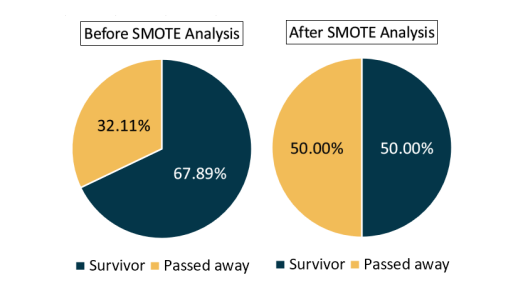 Before SMOTE Analysis
After SMOTE Analysis
32.11%
67.89%
50.00%
50.00%
Survivor
Passed away
Survivor
Passed away